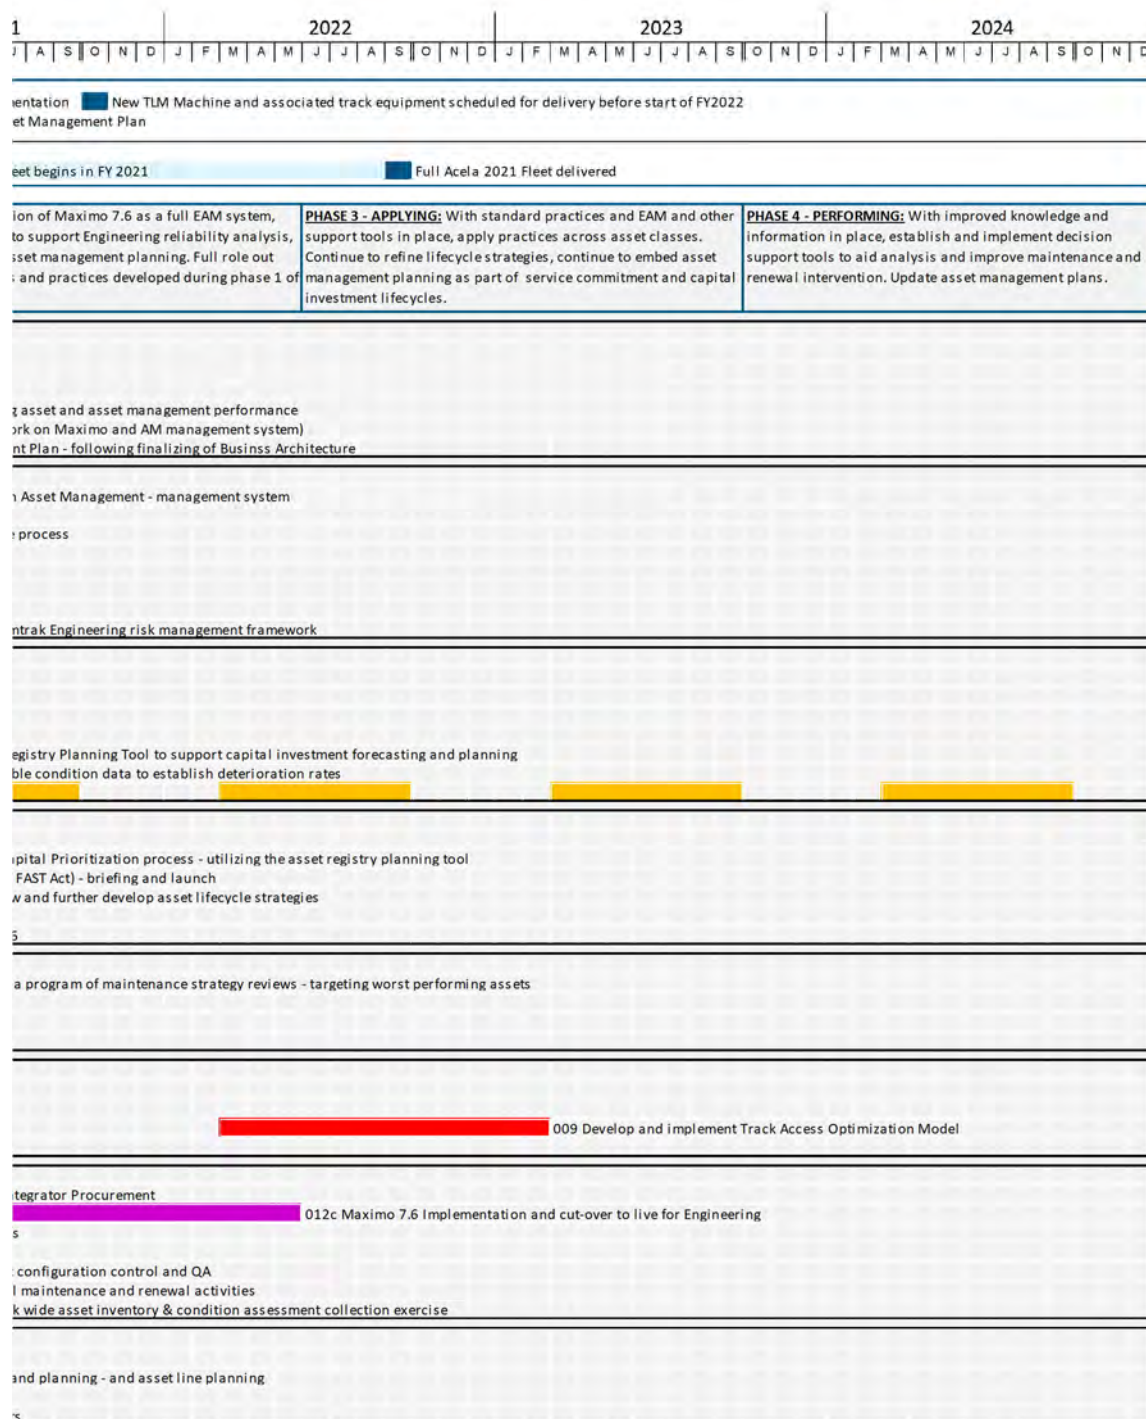 1 2022 2023 2024
J A S O N D J F M A M J J A S O N D J F M A M J J A S O N D J F M A M J J A S O N D
entation New TLM Machine and associated track equipment scheduled for delivery before start of FY2022
et Management Plan
eet begins in FY 2021 Full Acela 2021 Fleet delivered
ion of Maximo 7.6 as a full EAM system,
to support Engineering reliability analysis,
sset management planning. Full role out
s and practices developed during phase 1 of
PHASE 3 - APPLYING: With standard practices and EAM and other
support tools in place, apply practices across asset classes.
Continue to refine lifecycle strategies, continue to embed asset
management planning as part of service commitment and capital
investment lifecycles.
PHASE 4 - PERFORMING: With improved knowledge and
information in place, establish and implement decision
support tools to aid analysis and improve maintenance and
renewal intervention. Update asset management plans.
g asset and asset management performance
ork on Maximo and AM management system)
nt Plan - following finalizing of Businss Architecture
n Asset Management - management system
e process
mtrak Engineering risk management framework
egistry Planning Tool to support capital investment forecasting and planning
ble condition data to establish deterioration rates
pital Prioritization process - utilizing the asset registry planning tool
FAST Act) - briefing and launch
w and further develop asset lifecycle strategies
a program of maintenance strategy reviews - targeting worst performing assets
009 Develop and implement Track Access Optimization Model
tegrator Procurement
012c Maximo 7.6 Implementation and cut-over to live for Engineering
s
configuration control and QA
l maintenance and renewal activities
k wide asset inventory & condition assessment collection exercise
and planning - and asset line planning